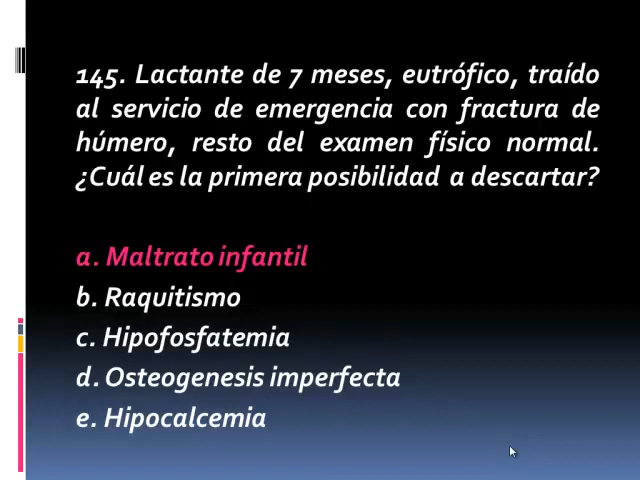 145. Lactante de 7 meses, eutrófico, traído
al servicio de emergencia con fractura de
húmero, resto del examen físico normal.
¿Cuál es la primera posibilidad a descartar?
a. Maltrato infantil
b. Raquitismo
c. Hipofosfatemia
d. Osteogenesis imperfecta
e. Hipocalcemia